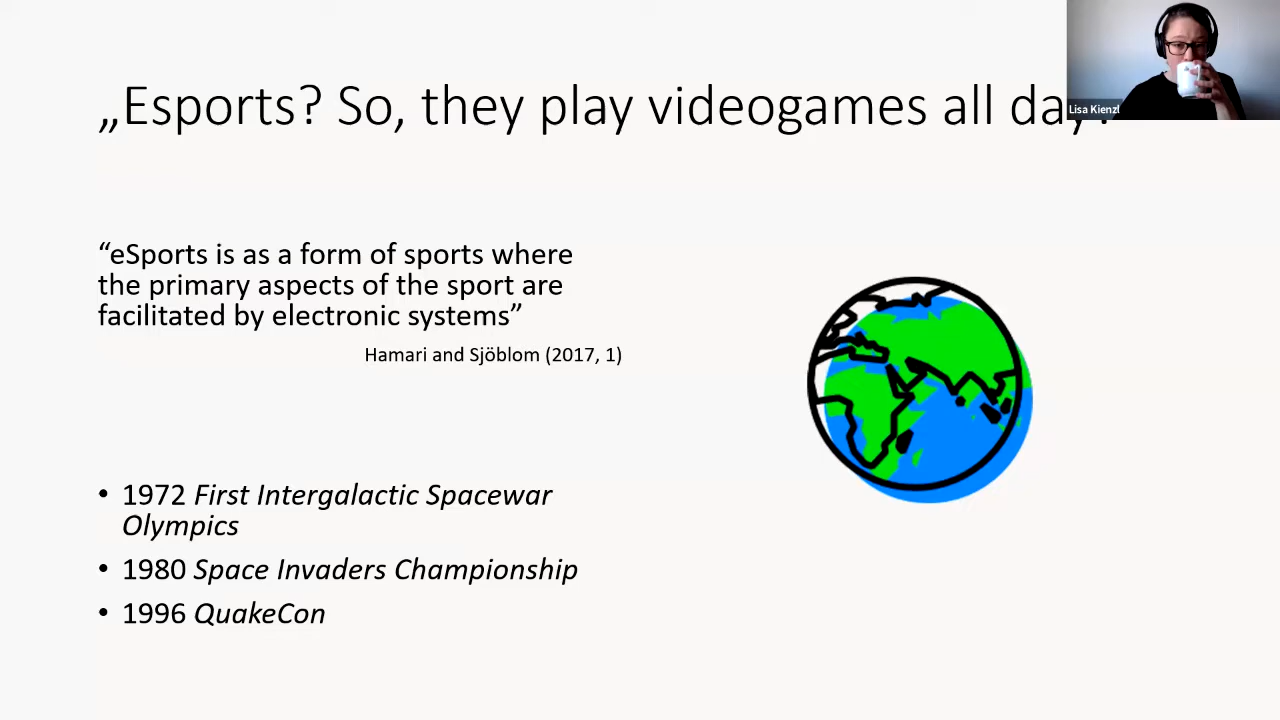 „Esports? So, they play videogames all day?
Lisa Kienzl
“eSports is as a form of sports where
the primary aspects of the sport are
facilitated by electronic systems”
Hamari and Sjöblom (2017, 1)
• 1972 First Intergalactic Spacewar
Olympics
• 1980 Space Invaders Championship
• 1996 QuakeCon